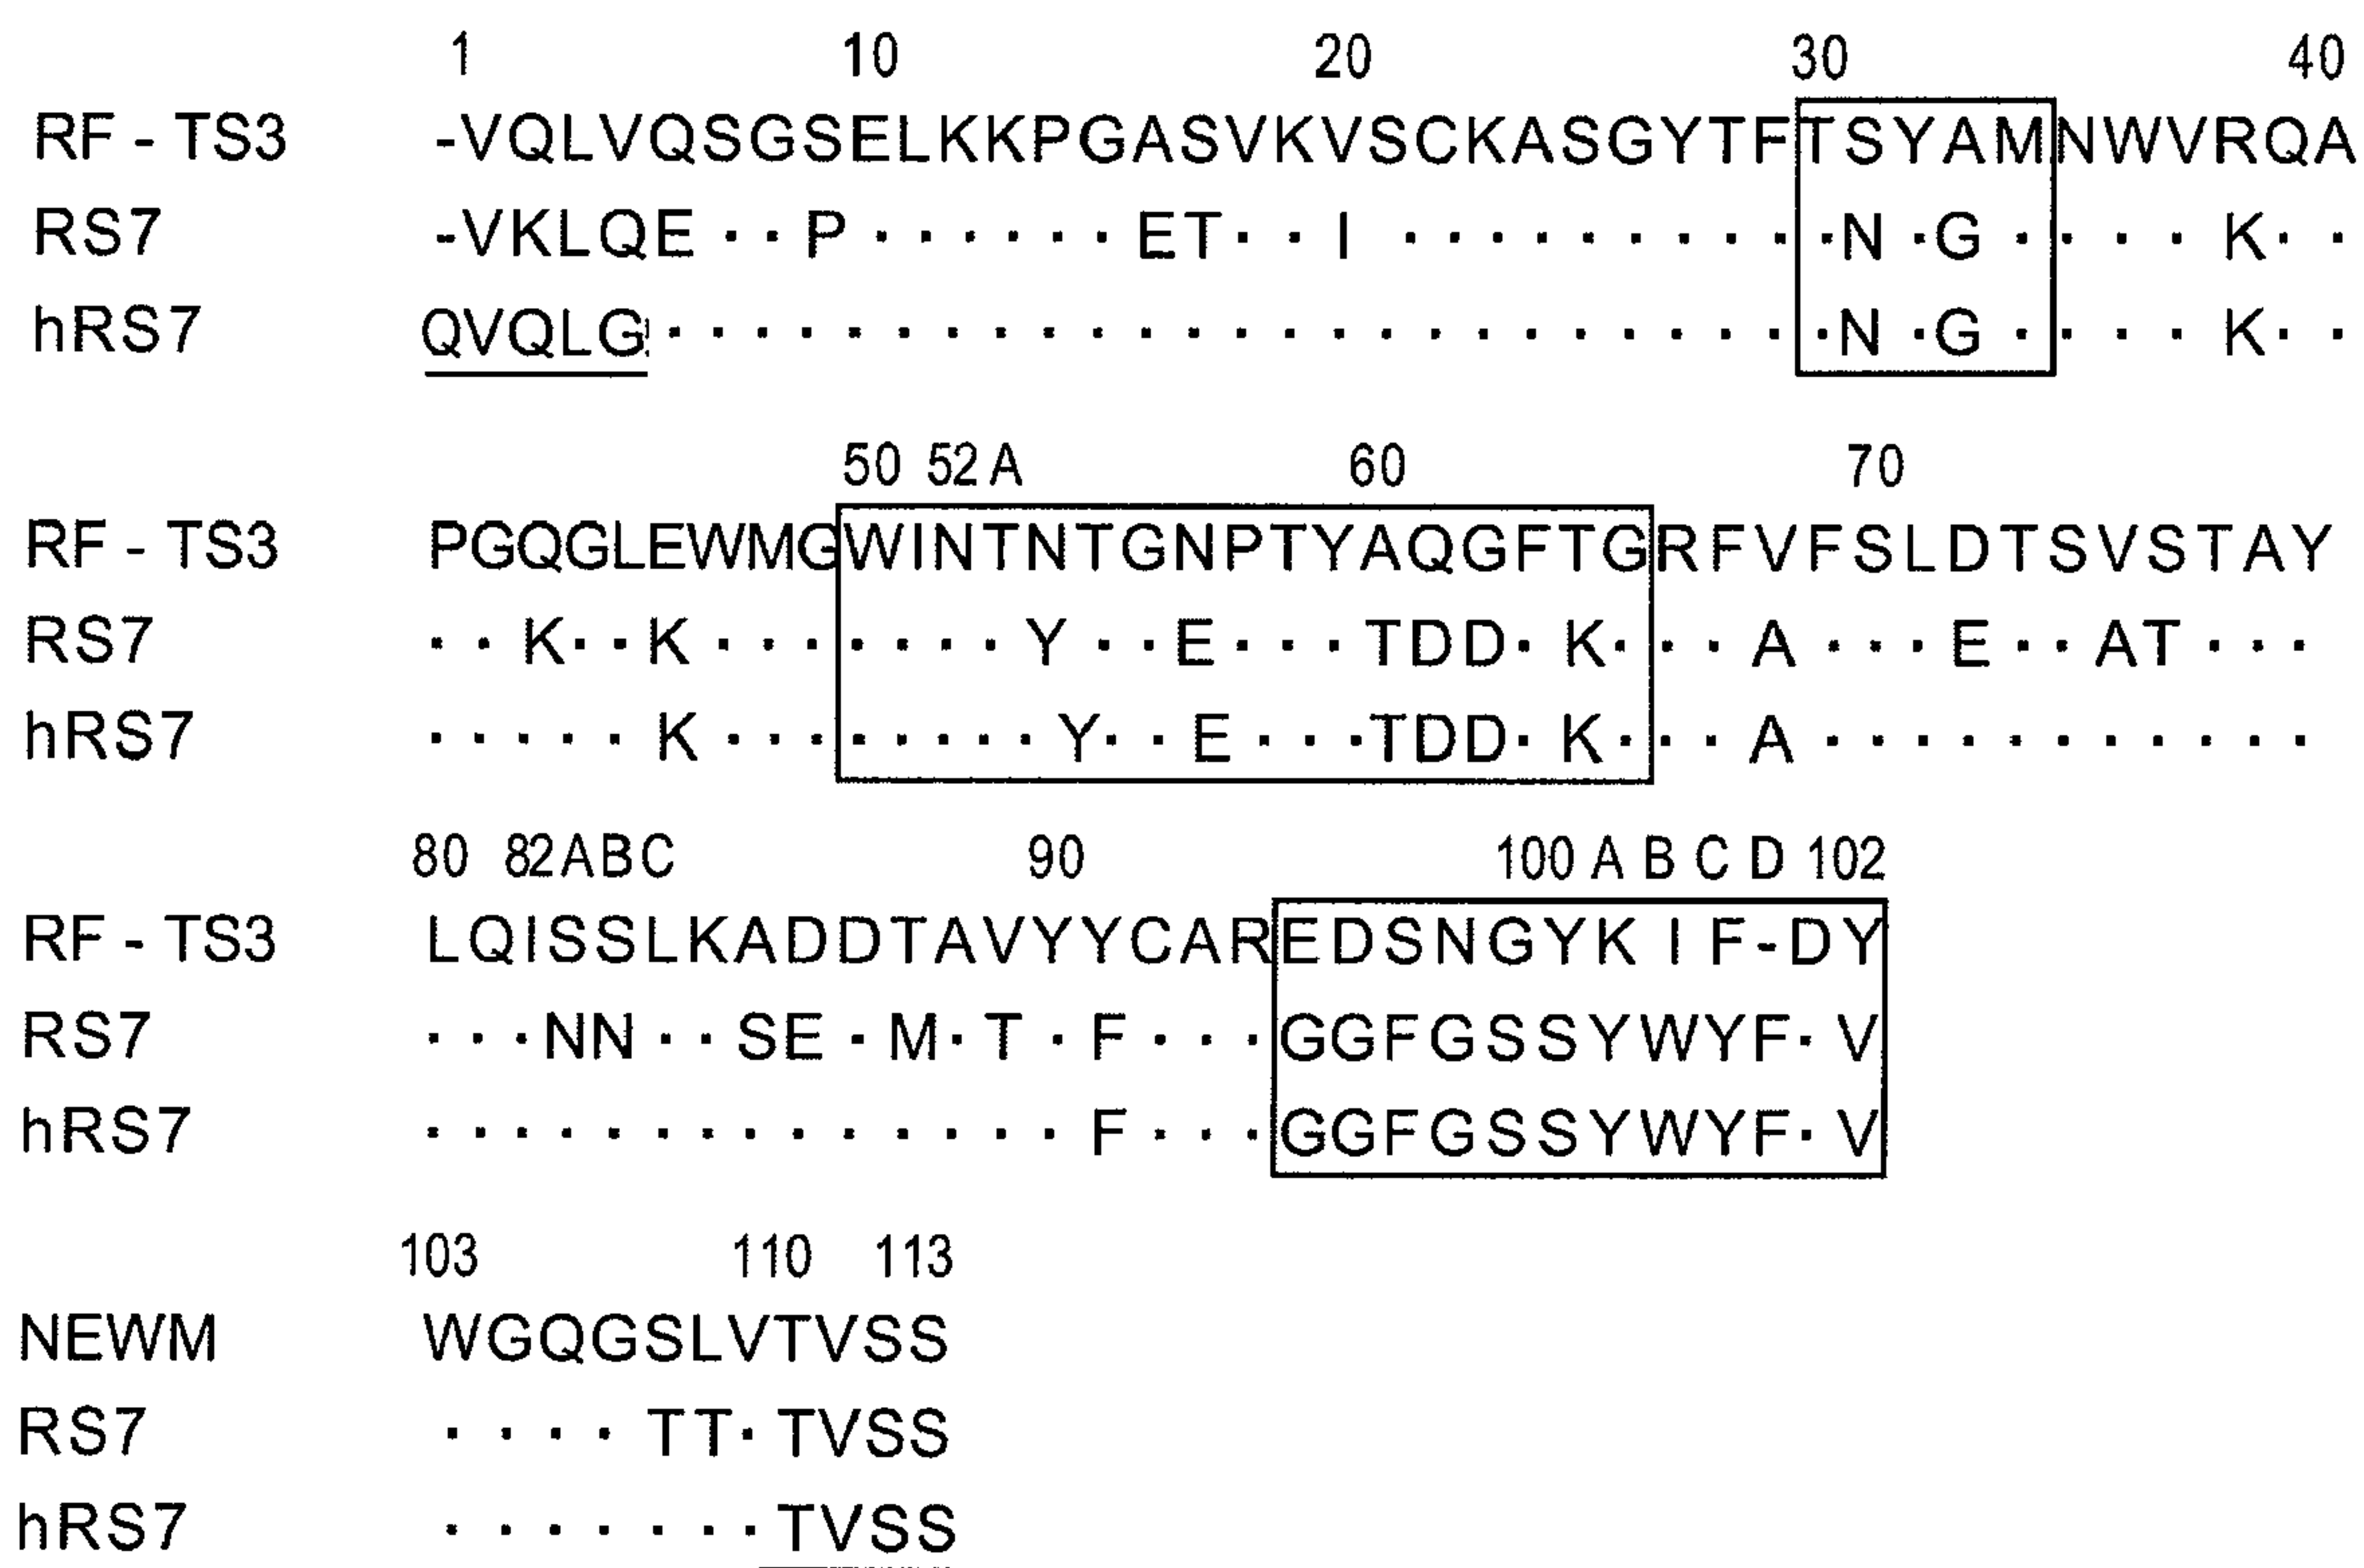 1 10 20 30 40
RF - TS3 -VQLVQSGSELKKPGASVKVSCKASGYTFTSYAMNWVRQA
RS7 -VKLQE··P······ET··I··········N·G····K··
hRS7 QVQLG·························N·G····K··
50 52A 60 70
RF - TS3 PGQGLEWMGWINTNTGNPTYAQGFTGRFVFSLDTSVSTAY
RS7 ··K··K·······Y··E···TDD·K···A···E··AT···
hRS7 ·····K········Y··E···TDD·K···A···········
80 82ABC 90 100 A B C D 102
RF - TS3 LQISSLKADDTAVYYCAREDSNGYKIF-DY
RS7 ···NN··SE·M·T·F···GGFGSSYWYF·V
hRS7 ··············F···GGFGSSYWYF·V
103 110 113
NEWM WGQGSLVTVSS
RS7 ····TT·TVSS
hRS7 ·······TVSS